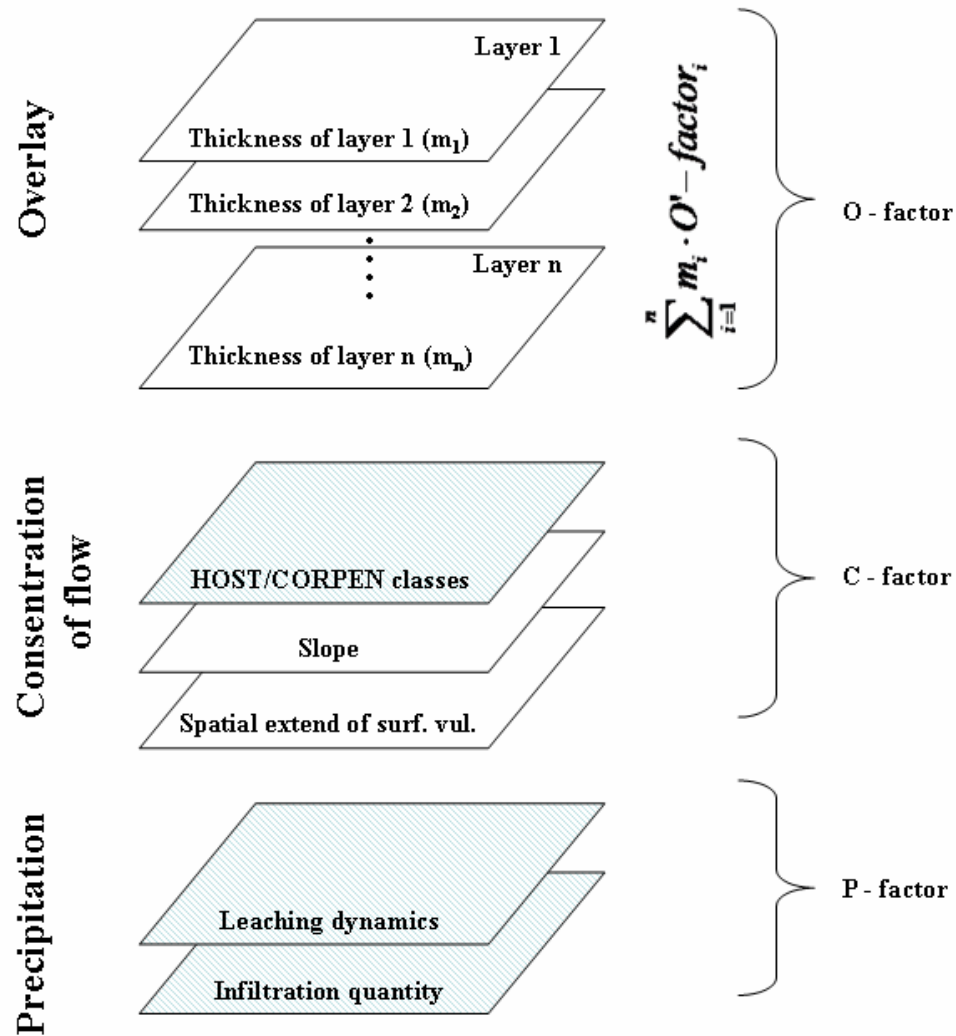 Overlay
Layer 1
Thickness of layer 1 (m₁)
Thickness of layer 2 (m₂)
Layer n
Thickness of layer n (mₙ)
n
∑ mᵢ · O' − factorᵢ
i=1
O - factor
Consentration
of flow
HOST/CORPEN classes
Slope
Spatial extend of surf. vul.
C - factor
Precipitation
Leaching dynamics
Infiltration quantity
P - factor